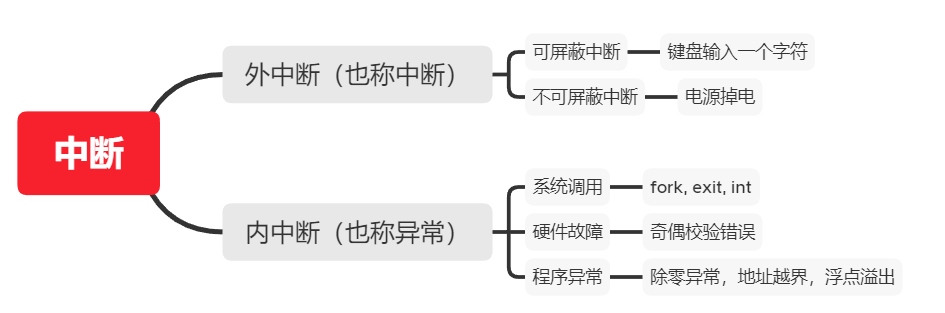 中断
外中断（也称中断）
可屏蔽中断
键盘输入一个字符
不可屏蔽中断
电源掉电
内中断（也称异常）
系统调用
fork, exit, int
硬件故障
奇偶校验错误
程序异常
除零异常，地址越界，浮点溢出